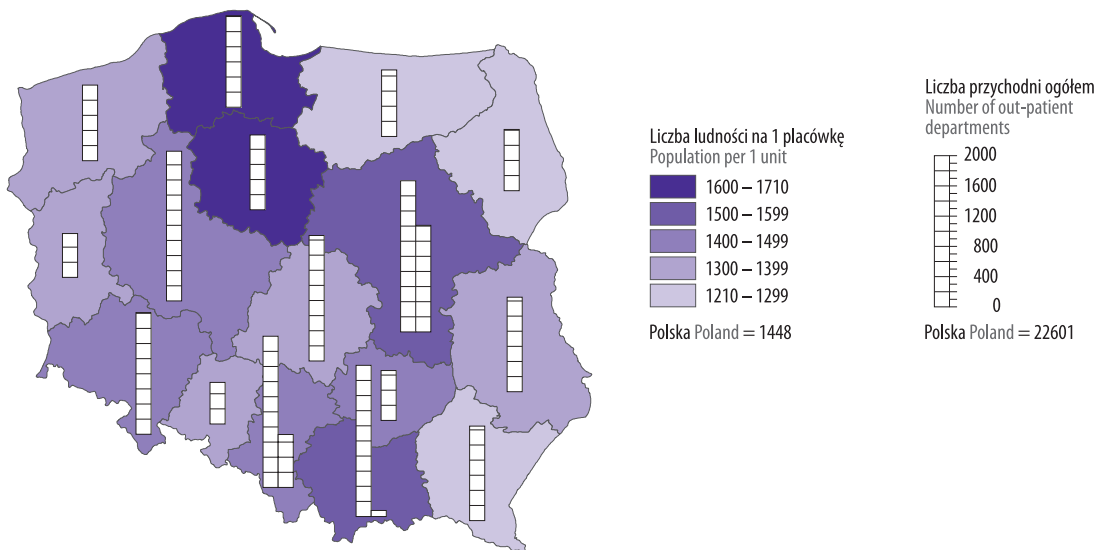 Liczba ludności na 1 placówkę
Population per 1 unit
1600 – 1710
1500 – 1599
1400 – 1499
1300 – 1399
1210 – 1299
Polska Poland = 1448
Liczba przychodni ogółem
Number of out-patient
departments
2000
1600
1200
800
400
0
Polska Poland = 22601